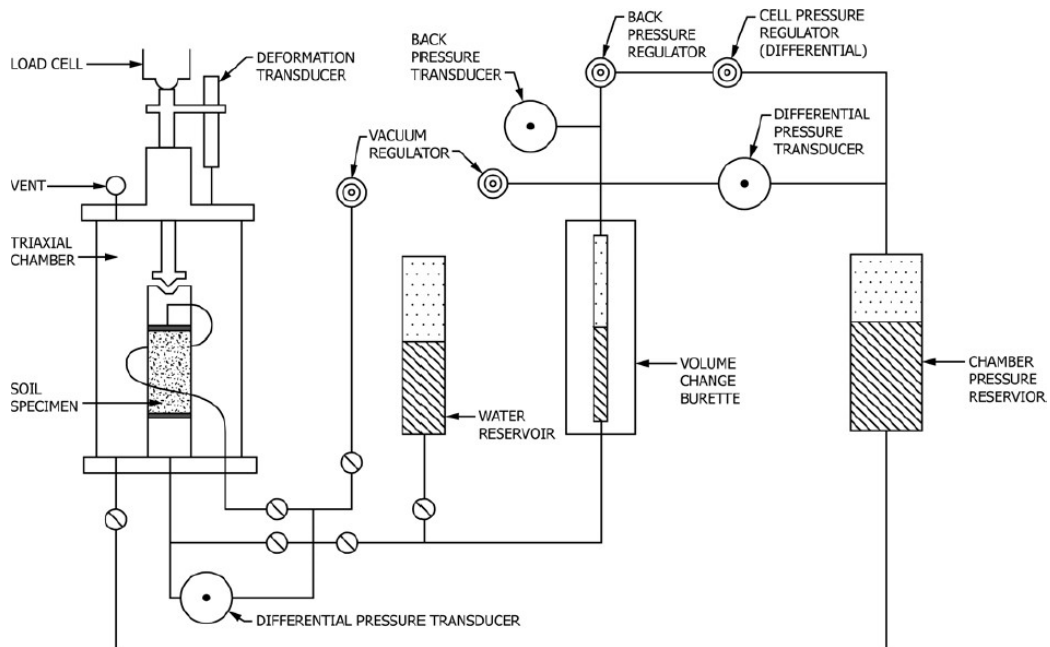 LOAD CELL
DEFORMATION
TRANSDUCER
BACK
PRESSURE
TRANSDUCER
BACK
PRESSURE
REGULATOR
CELL PRESSURE
REGULATOR
(DIFFERENTIAL)
VACUUM
REGULATOR
DIFFERENTIAL
PRESSURE
TRANSDUCER
VENT
TRIAXIAL
CHAMBER
SOIL
SPECIMEN
WATER
RESERVOIR
VOLUME
CHANGE
BURETTE
CHAMBER
PRESSURE
RESERVIOR
DIFFERENTIAL PRESSURE TRANSDUCER